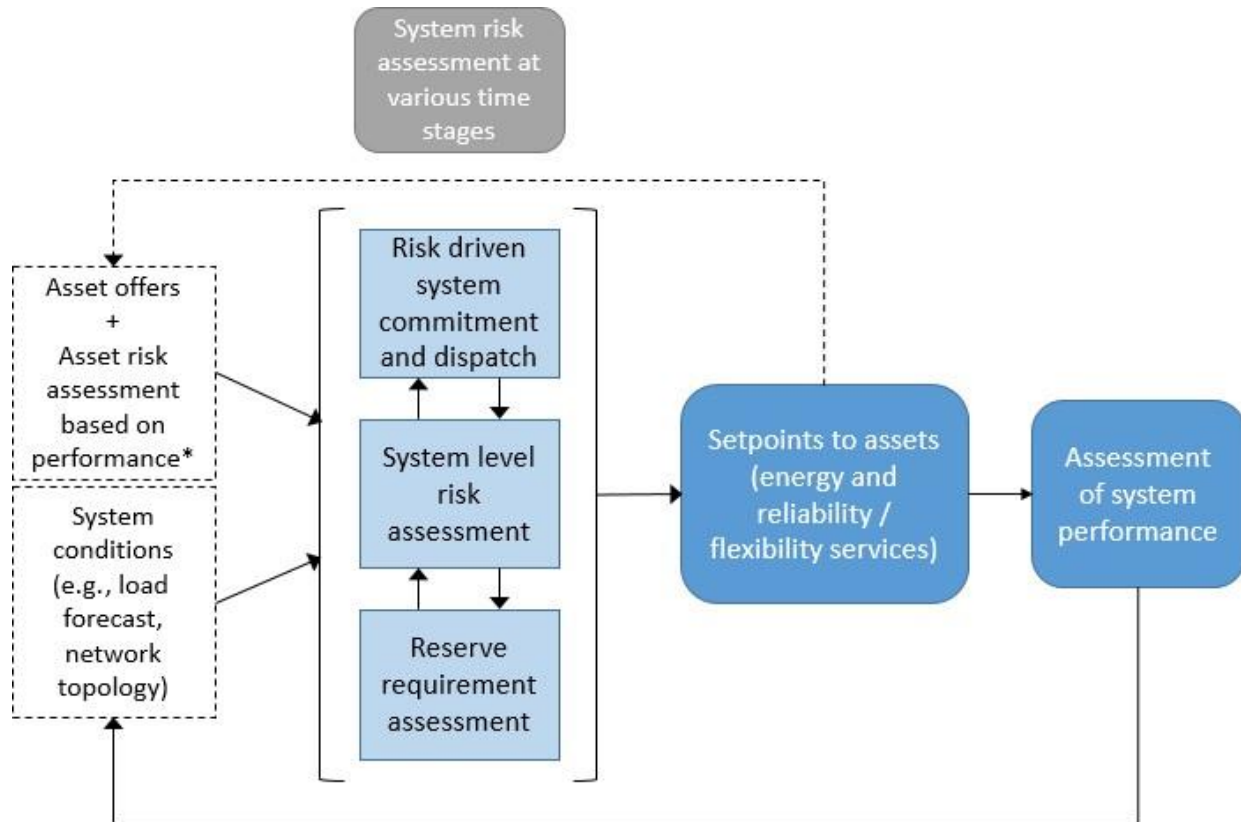 System risk
assessment at
various time
stages
Asset offers
+
Asset risk
assessment
based on
performance*
System
conditions
(e.g., load
forecast,
network
topology)
Risk driven
system
commitment
and dispatch
System level
risk
assessment
Reserve
requirement
assessment
Setpoints to assets
(energy and
reliability /
flexibility services)
Assessment
of system
performance